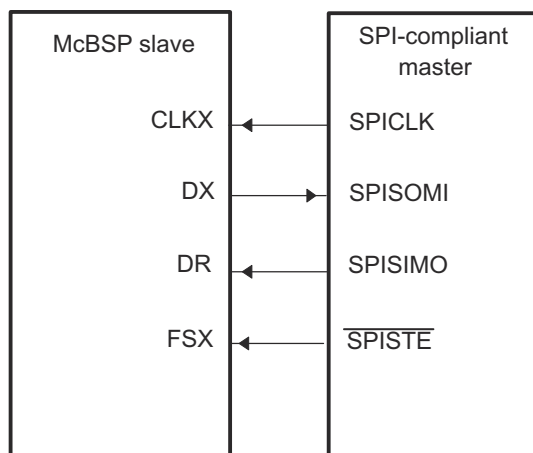 McBSP slave
SPI-compliant
master
CLKX
SPICLK
DX
SPISOMI
DR
SPISIMO
FSX
SPISTE